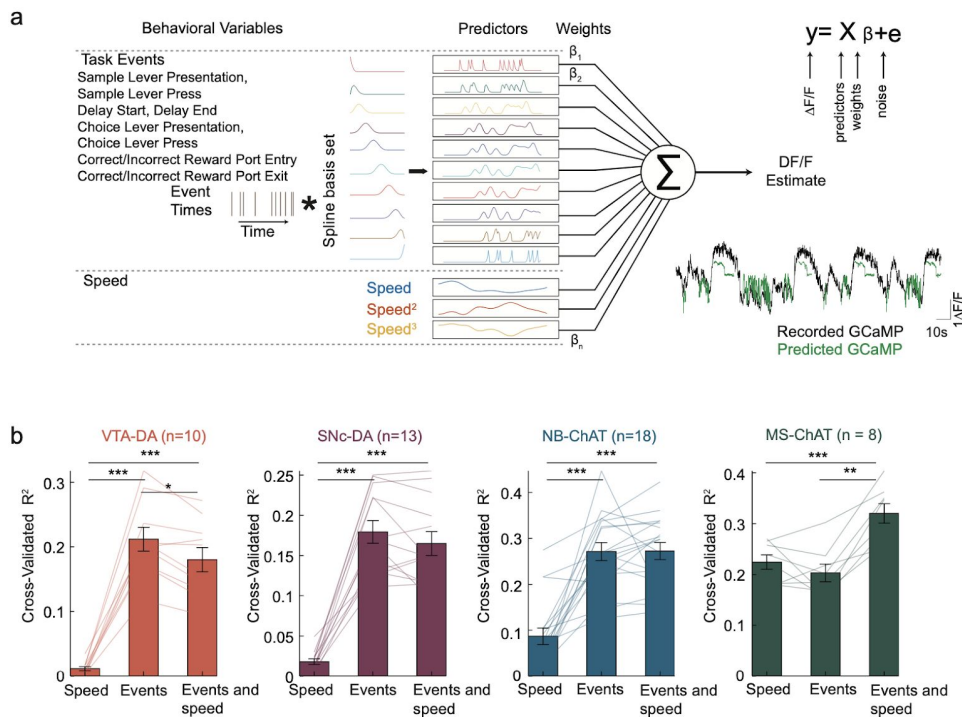 a
Behavioral Variables
Predictors
Weights
y= X β+e
ΔF/F
predictors
weights
noise
Task Events
Sample Lever Presentation,
Sample Lever Press
Delay Start, Delay End
Choice Lever Presentation,
Choice Lever Press
Correct/Incorrect Reward Port Entry
Correct/Incorrect Reward Port Exit
Event
Times
Time
*
Spline basis set
β1
β2
Σ
DF/F
Estimate
Speed
Speed
Speed²
Speed³
βn
Recorded GCaMP
Predicted GCaMP
10s
1ΔF/F
b
VTA-DA (n=10)
***
***
*
Cross-Validated R²
0.3
0.2
0.1
0
Speed
Events
Events and
speed
SNc-DA (n=13)
***
***
Cross-Validated R²
0.25
0.2
0.15
0.1
0.05
0
Speed
Events
Events and
speed
NB-ChAT (n=18)
***
***
Cross-Validated R²
0.4
0.3
0.2
0.1
0
Speed
Events
Events and
speed
MS-ChAT (n = 8)
***
**
Cross-Validated R²
0.4
0.3
0.2
0.1
0
Speed
Events
Events and
speed